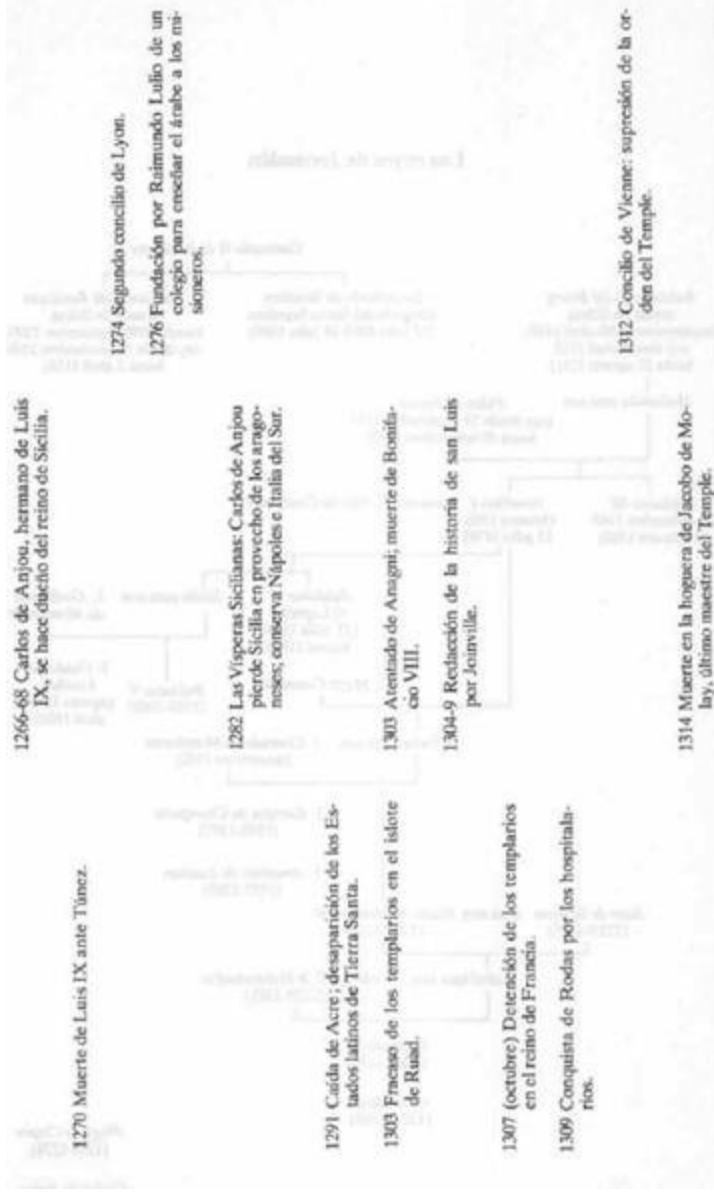 1270 Muerte de Luis IX ante Túnez.
1291 Caída de Acre; desaparición de los Es-
tados latinos de Tierra Santa.
1303 Fracaso de los templarios en el islote
de Ruad.
1307 (octubre) Detención de los templarios
en el reino de Francia.
1309 Conquista de Rodas por los hospitala-
rios.
1266-68 Carlos de Anjou, hermano de Luis
IX, se hace dueño del reino de Sicilia.
1282 Las Vísperas Sicilianas: Carlos de Anjou
pierde Sicilia en provecho de los arago-
neses; conserva Nápoles e Italia del Sur.
1303 Atentado de Anagni; muerte de Bonifa-
cio VIII.
1304-9 Redacción de la historia de san Luis
por Joinville.
1314 Muerte en la hoguera de Jacobo de Mo-
lay, último maestre del Temple.
1274 Segundo concilio de Lyon.
1276 Fundación por Raimundo Lulio de un
colegio para enseñar el árabe a los mi-
sioneros.
1312 Concilio de Vienne: supresión de la or-
den del Temple.